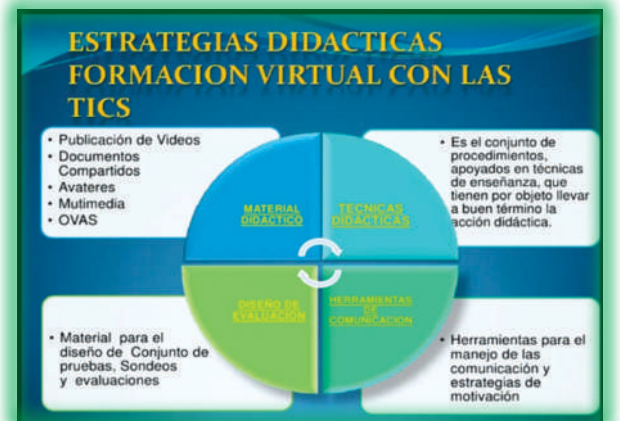 ESTRATEGIAS DIDACTICAS
FORMACION VIRTUAL CON LAS
TICS
• Publicación de Videos
• Documentos
Compartidos
• Avateres
• Mutimedia
• OVAS
• Es el conjunto de
procedimientos,
apoyados en técnicas
de enseñanza, que
tienen por objeto llevar
a buen término la
acción didáctica.
MATERIAL
DIDACTICO
TECNICAS
DIDACTICAS
DISEÑO DE
EVALUACION
HERRAMIENTAS
DE
COMUNICACION
• Material para el
diseño de Conjunto de
pruebas, Sondeos
y evaluaciones
• Herramientas para el
manejo de las
comunicación y
estrategias de
motivación